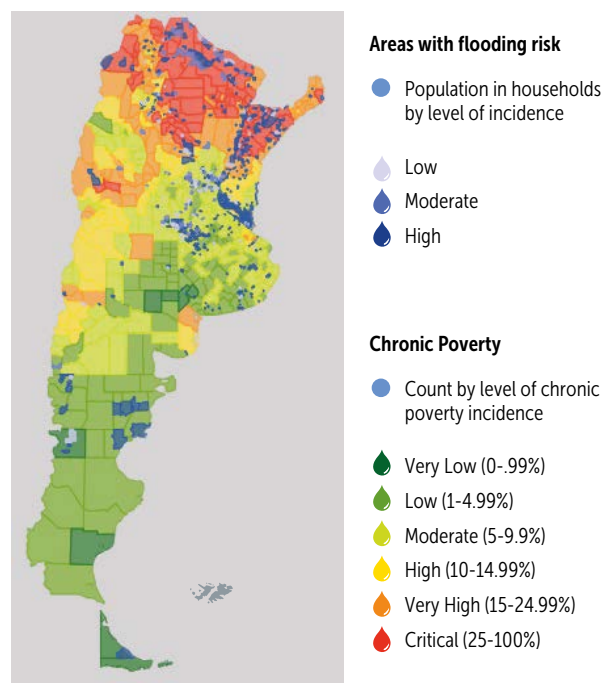 Areas with flooding risk
Population in households
by level of incidence
Low
Moderate
High
Chronic Poverty
Count by level of chronic
poverty incidence
Very Low (0-.99%)
Low (1-4.99%)
Moderate (5-9.9%)
High (10-14.99%)
Very High (15-24.99%)
Critical (25-100%)